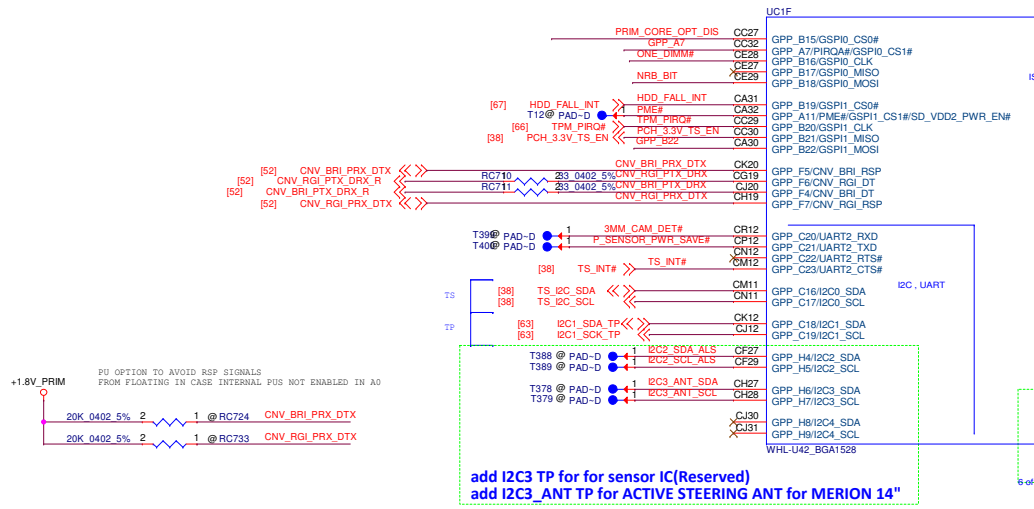 UC1F
PRIM_CORE_OPT_DIS CC27 GPP_B15/GSPI0_CS0#
GPP_A7 CC32 GPP_A7/PIRQA#/GSPI0_CS1#
ONE_DIMM# CE28 GPP_B16/GSPI0_CLK
CE27 GPP_B17/GSPI0_MISO
NRB_BIT CE29 GPP_B18/GSPI0_MOSI
[67] HDD_FALL_INT HDD_FALL_INT CA31 GPP_B19/GSPI1_CS0#
T12@ PAD~D 1 PME# CA32 GPP_A11/PME#/GSPI1_CS1#/SD_VDD2_PWR_EN#
[66] TPM_PIRQ# TPM_PIRQ# CC29 GPP_B20/GSPI1_CLK
[38] PCH_3.3V_TS_EN PCH_3.3V_TS_EN CC30 GPP_B21/GSPI1_MISO
GPP_B22 CA30 GPP_B22/GSPI1_MOSI
[52] CNV_BRI_PRX_DTX CNV_BRI_PRX_DTX CK20 GPP_F5/CNV_BRI_RSP
[52] CNV_RGI_PTX_DRX_R RC710 2 33_0402_5% CNV_RGI_PTX_DRX CG19 GPP_F6/CNV_RGI_DT
[52] CNV_BRI_PTX_DRX_R RC711 2 33_0402_5% CNV_BRI_PTX_DRX CJ20 GPP_F4/CNV_BRI_DT
[52] CNV_RGI_PRX_DTX CNV_RGI_PRX_DTX CH19 GPP_F7/CNV_RGI_RSP
T399@ PAD~D 1 3MM_CAM_DET# CR12 GPP_C20/UART2_RXD
T400@ PAD~D 1 P_SENSOR_PWR_SAVE# CP12 GPP_C21/UART2_TXD
CN12 GPP_C22/UART2_RTS#
[38] TS_INT# TS_INT# CM12 GPP_C23/UART2_CTS#
I2C , UART
TS [38] TS_I2C_SDA CM11 GPP_C16/I2C0_SDA
[38] TS_I2C_SCL CN11 GPP_C17/I2C0_SCL
TP [63] I2C1_SDA_TP CK12 GPP_C18/I2C1_SDA
[63] I2C1_SCK_TP CJ12 GPP_C19/I2C1_SCL
T388 @ PAD~D 1 I2C2_SDA_ALS CF27 GPP_H4/I2C2_SDA
T389 @ PAD~D 1 I2C2_SCL_ALS CF29 GPP_H5/I2C2_SCL
T378 @ PAD~D 1 I2C3_ANT_SDA CH27 GPP_H6/I2C3_SDA
T379 @ PAD~D 1 I2C3_ANT_SCL CH28 GPP_H7/I2C3_SCL
CJ30 GPP_H8/I2C4_SDA
CJ31 GPP_H9/I2C4_SCL
WHL-U42_BGA1528
PU OPTION TO AVOID RSP SIGNALS
FROM FLOATING IN CASE INTERNAL PUS NOT ENABLED IN A0
+1.8V_PRIM
20K_0402_5% 2 1 @ RC724 CNV_BRI_PRX_DTX
20K_0402_5% 2 1 @ RC733 CNV_RGI_PRX_DTX
add I2C3 TP for for sensor IC(Reserved)
add I2C3_ANT TP for ACTIVE STEERING ANT for MERION 14"
6 of